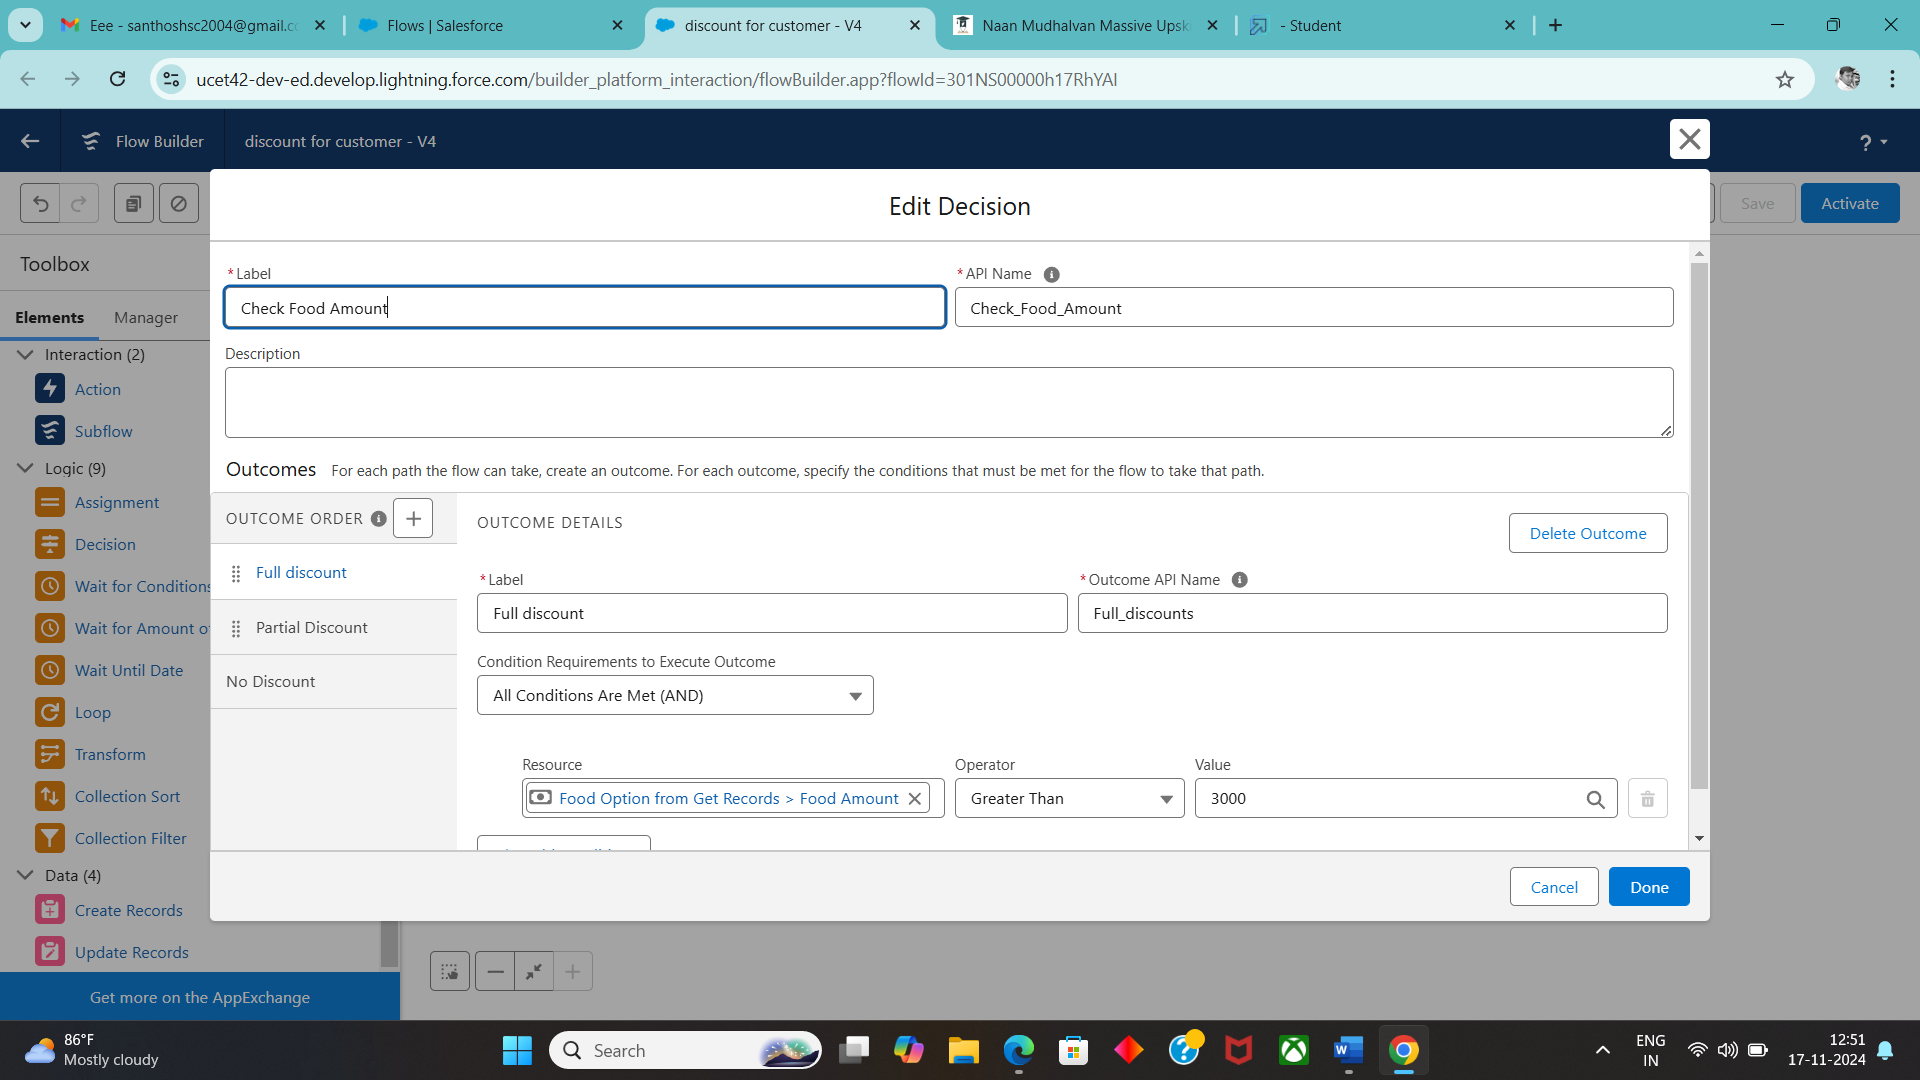 Eee - santhoshsc2004@gmail.co
Flows | Salesforce
discount for customer - V4
Naan Mudhalvan Massive Upsk
- Student
ucet42-dev-ed.develop.lightning.force.com/builder_platform_interaction/flowBuilder.app?flowId=301NS00000h17RhYAI
Flow Builder
discount for customer - V4
?
Edit Decision
Save
Activate
Toolbox
Elements
Manager
Interaction (2)
Action
Subflow
Logic (9)
Assignment
Decision
Wait for Conditions
Wait for Amount o
Wait Until Date
Loop
Transform
Collection Sort
Collection Filter
Data (4)
Create Records
Update Records
Get more on the AppExchange
* Label
Check Food Amount
* API Name
Check_Food_Amount
Description
Outcomes For each path the flow can take, create an outcome. For each outcome, specify the conditions that must be met for the flow to take that path.
OUTCOME ORDER
Full discount
Partial Discount
No Discount
OUTCOME DETAILS
Delete Outcome
* Label
Full discount
* Outcome API Name
Full_discounts
Condition Requirements to Execute Outcome
All Conditions Are Met (AND)
Resource
Food Option from Get Records > Food Amount
Operator
Greater Than
Value
3000
Cancel
Done
86°F
Mostly cloudy
Search
ENG
IN
12:51
17-11-2024